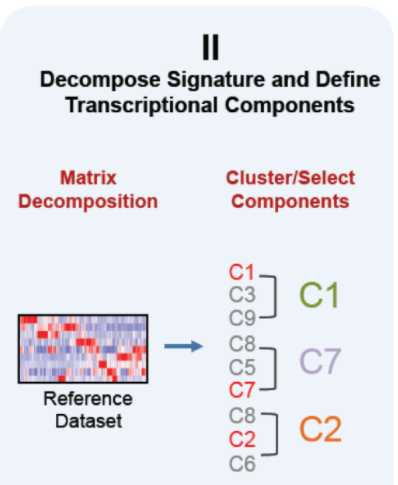 II
Decompose Signature and Define
Transcriptional Components
Matrix
Decomposition
Cluster/Select
Components
Reference
Dataset
C1
C3
C9
C1
C8
C5
C7
C7
C8
C2
C6
C2